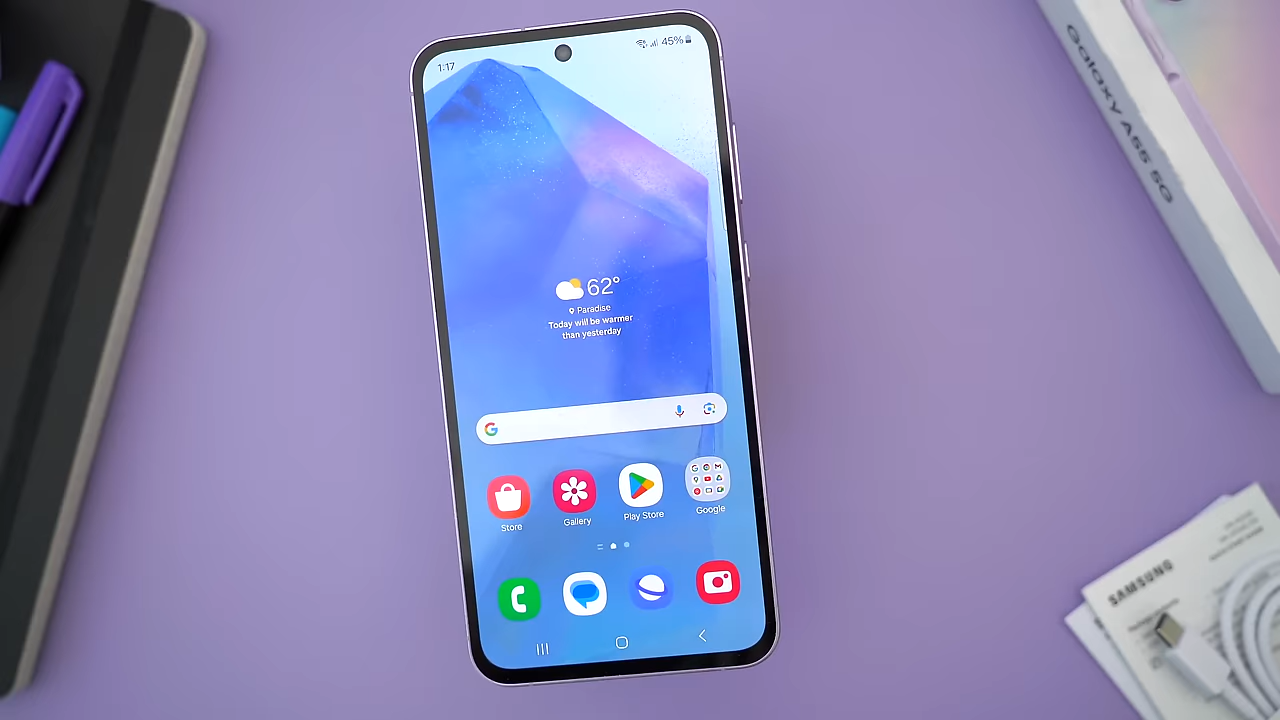 1:17
45%
62°
Paradise
Today will be warmer
than yesterday
Store
Gallery
Play Store
Google
Galaxy A55 5G
SAMSUNG